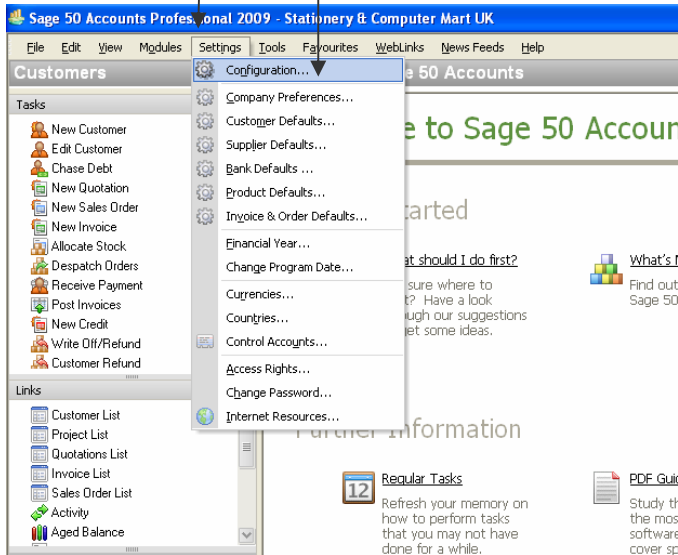 Sage 50 Accounts Professional 2009 - Stationery & Computer Mart UK
File Edit View Modules Settings Tools Favourites WebLinks News Feeds Help
Customers
e 50 Accounts
Tasks
New Customer
Edit Customer
Chase Debt
New Quotation
New Sales Order
New Invoice
Allocate Stock
Despatch Orders
Receive Payment
Post Invoices
New Credit
Write Off/Refund
Customer Refund
Links
Customer List
Project List
Quotations List
Invoice List
Sales Order List
Activity
Aged Balance
Configuration...
Company Preferences...
Customer Defaults...
Supplier Defaults...
Bank Defaults ...
Product Defaults...
Invoice & Order Defaults...
Financial Year...
Change Program Date...
Currencies...
Countries...
Control Accounts...
Access Rights...
Change Password...
Internet Resources...
e to Sage 50 Accoun
arted
at should I do first?
sure where to
t? Have a look
ugh our suggestions
et some ideas.
What's
Find out
Sage 50
Further Information
12
Regular Tasks
Refresh your memory on
how to perform tasks
that you may not have
done for a while.
PDF Guid
Study th
the mos
software
cover sp